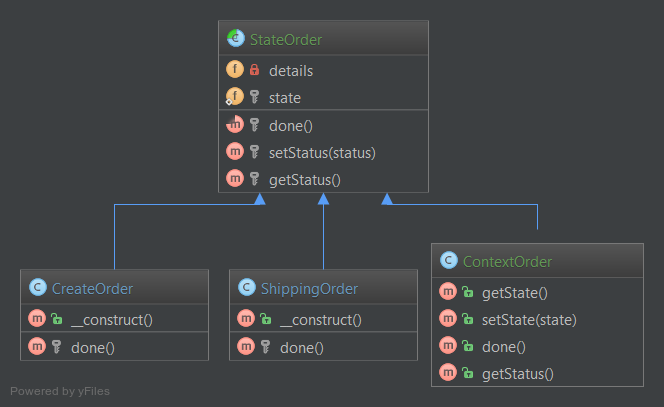 StateOrder
details
state
done()
setStatus(status)
getStatus()
CreateOrder
__construct()
done()
ShippingOrder
__construct()
done()
ContextOrder
getState()
setState(state)
done()
getStatus()
Powered by yFiles